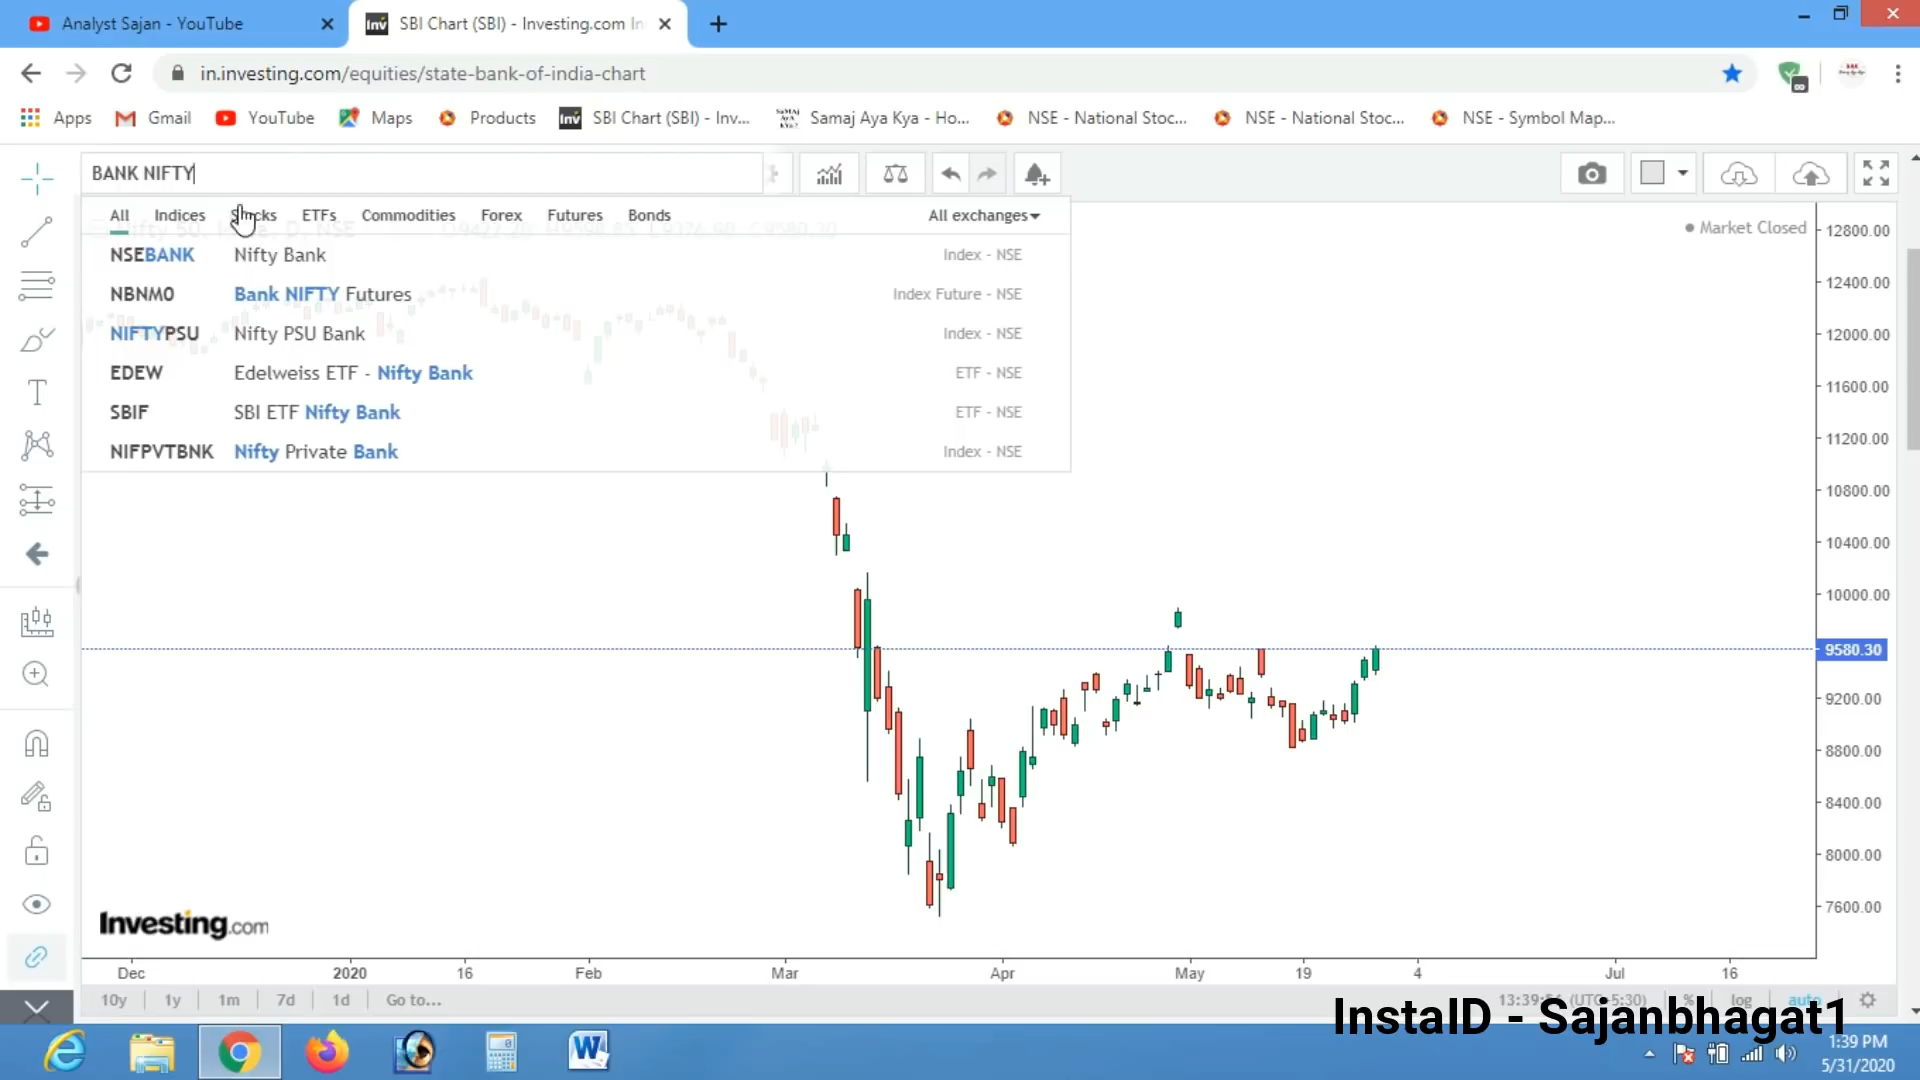 Analyst Sajan - YouTube
SBI Chart (SBI) - Investing.com In
in.investing.com/equities/state-bank-of-india-chart
Apps
Gmail
YouTube
Maps
Products
SBI Chart (SBI) - Inv...
Samaj Aya Kya - Ho...
NSE - National Stoc...
NSE - National Stoc...
NSE - Symbol Map...
BANK NIFTY
All Indices Stocks ETFs Commodities Forex Futures Bonds All exchanges
NSEBANK Nifty Bank Index - NSE
NBNM0 Bank NIFTY Futures Index Future - NSE
NIFTYPSU Nifty PSU Bank Index - NSE
EDEW Edelweiss ETF - Nifty Bank ETF - NSE
SBIF SBI ETF Nifty Bank ETF - NSE
NIFPVTBNK Nifty Private Bank Index - NSE
Market Closed
12800.00
12400.00
12000.00
11600.00
11200.00
10800.00
10400.00
10000.00
9580.30
9200.00
8800.00
8400.00
8000.00
7600.00
Investing.com
Dec 2020 16 Feb Mar Apr May 19 4 Jul 16
10y 1y 1m 7d 1d Go to...
(UTC+5:30) % log auto
InstaID - Sajanbhagat1
1:39 PM
5/31/2020